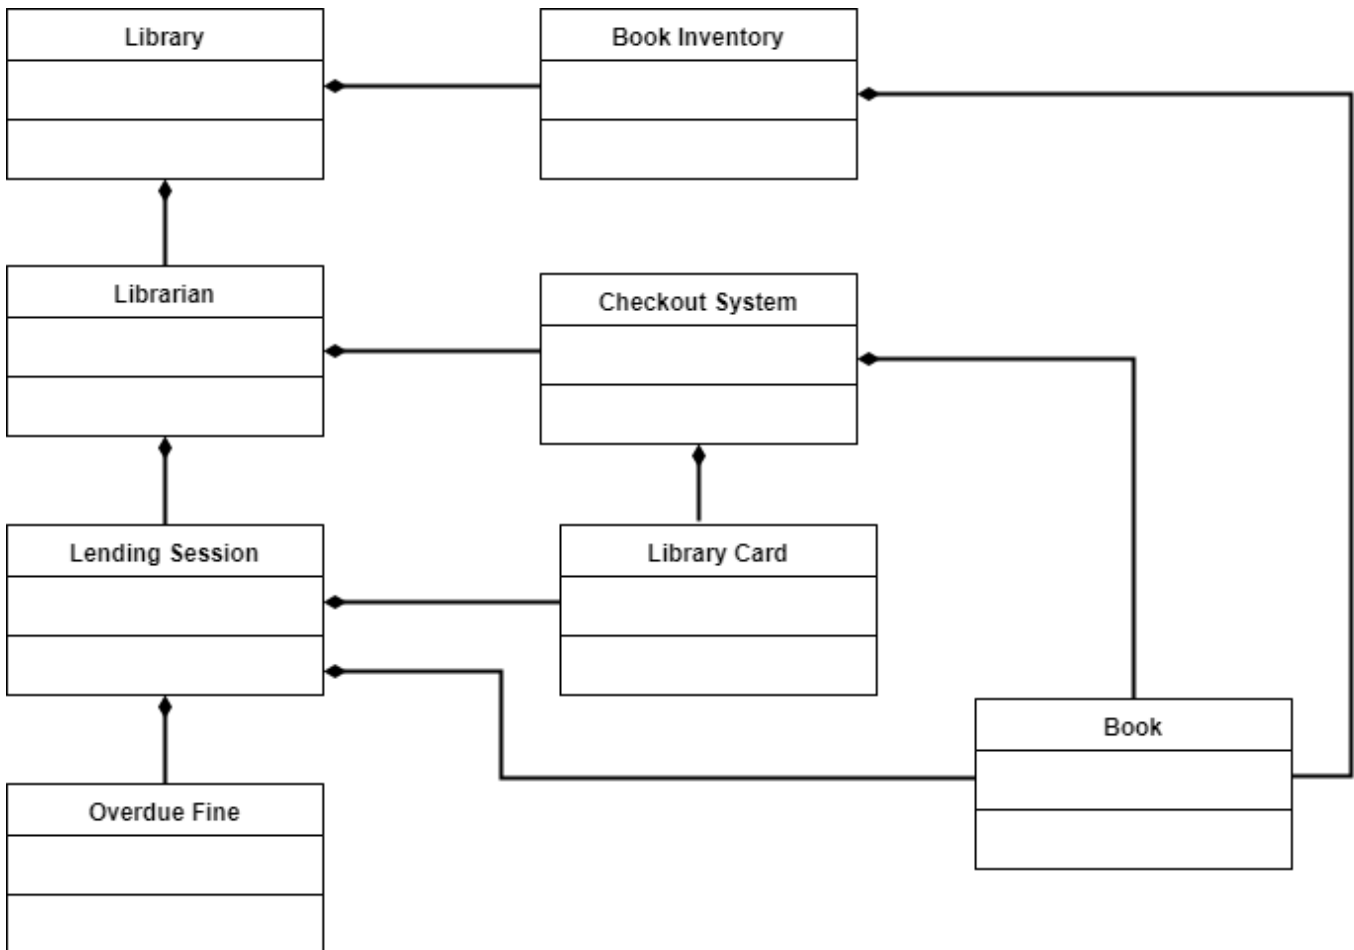 Library
Book Inventory
Librarian
Checkout System
Lending Session
Library Card
Book
Overdue Fine